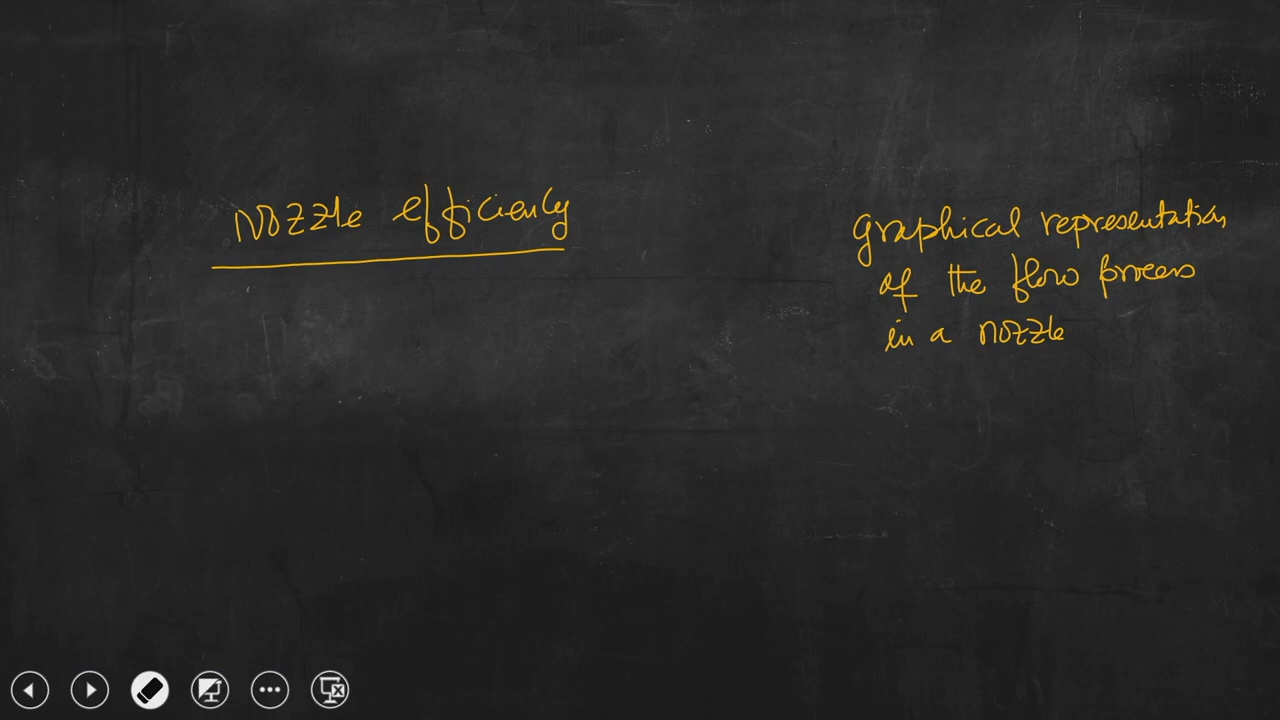 Nozzle efficiency
Graphical representation
of the flow process
in a nozzle